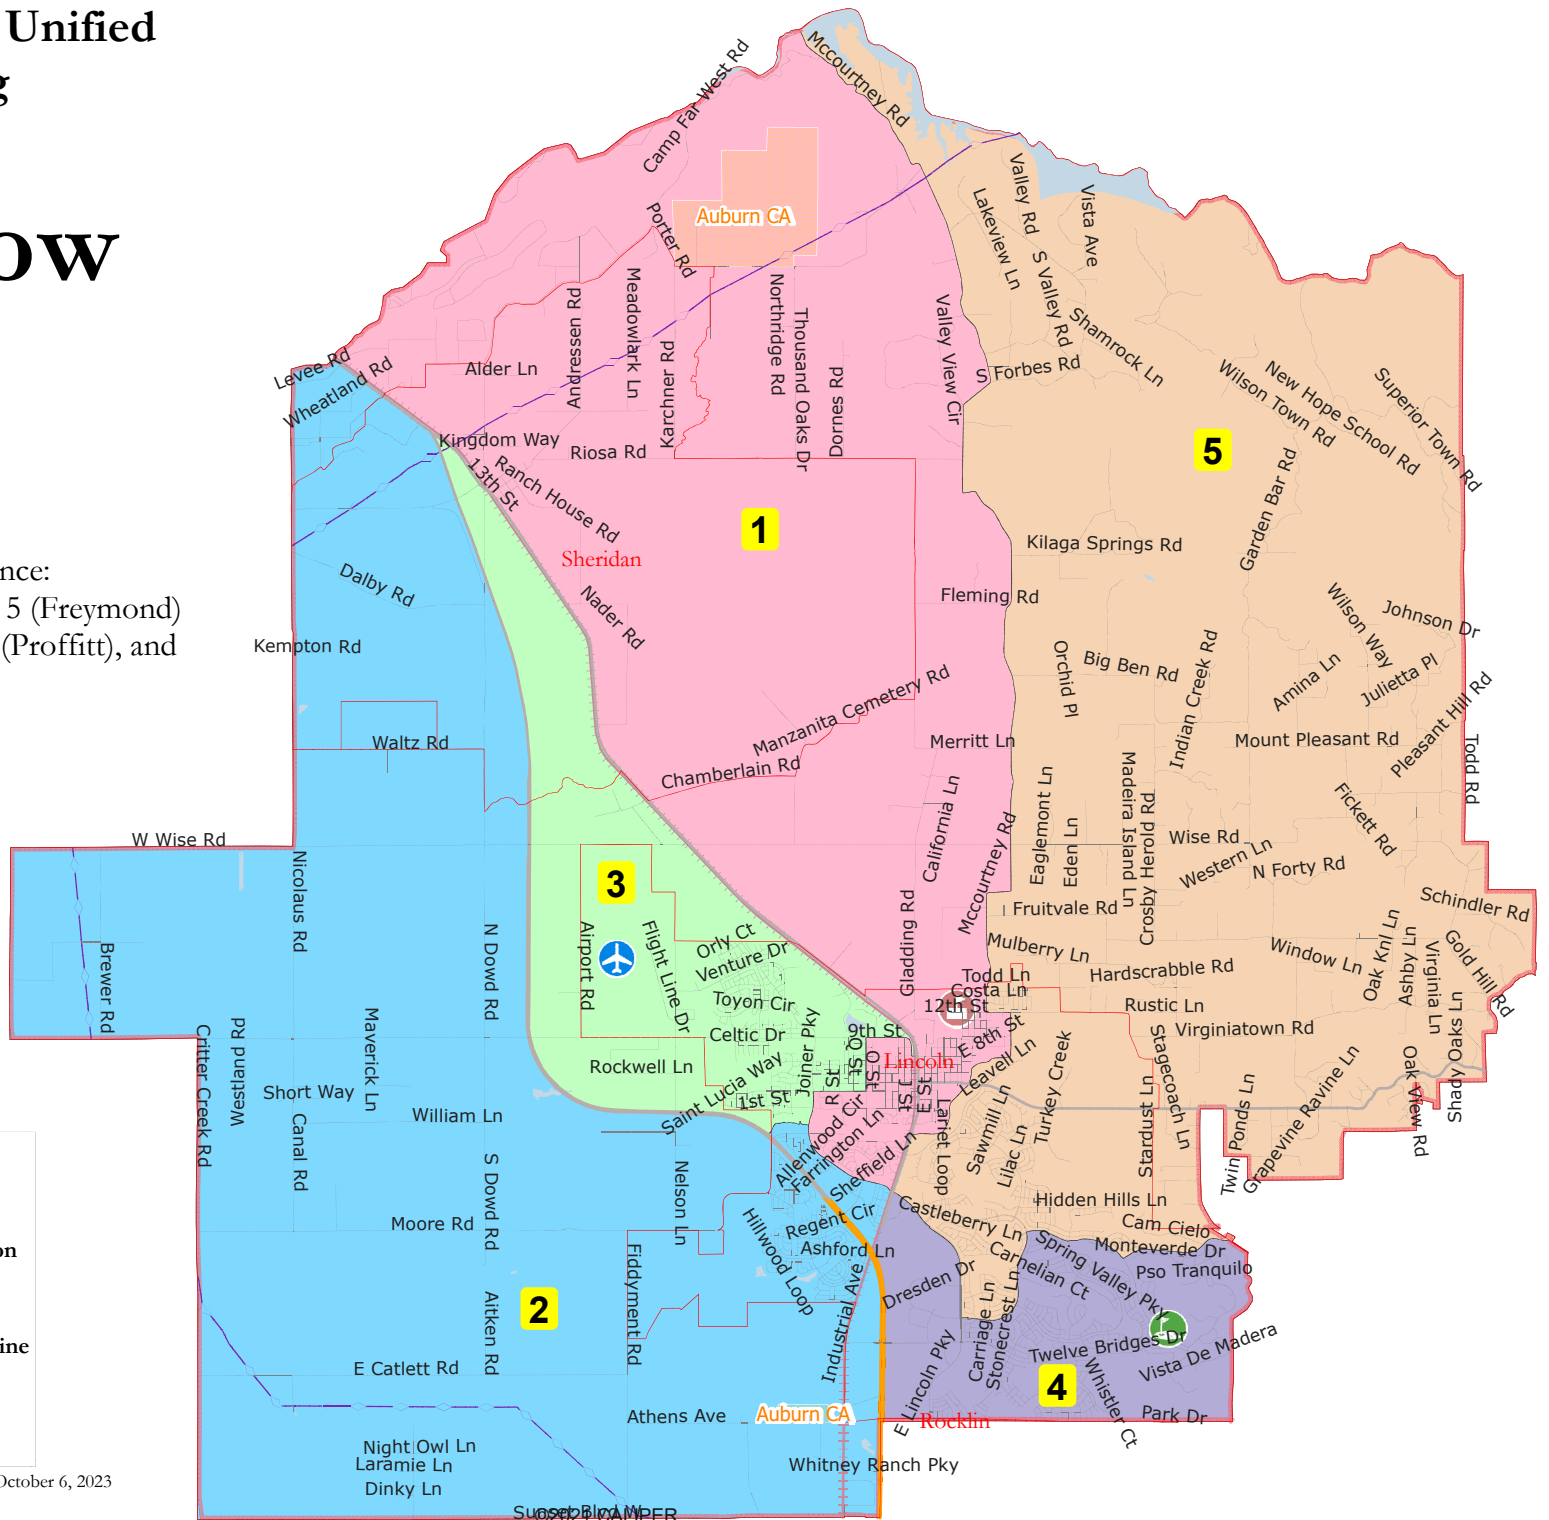 Unified
g
ow
nce:
5 (Freymond)
(Proffitt), and
on
ine
October 6, 2023
Mccourtney Rd
Camp Far West Rd
Auburn CA
Porter Rd
Valley Rd
Lakeview Ln
Vista Ave
S Valley Rd
Shamrock Ln
Andressen Rd
Meadowlark Ln
Karchner Rd
Northridge Rd
Thousand Oaks Dr
Dornes Rd
Valley View Cir
S Forbes Rd
Levee Rd
Wheatland Rd
Alder Ln
Wilson Town Rd
New Hope School Rd
Superior Town Rd
Kingdom Way
Riosa Rd
13th St
Ranch House Rd
5
1
Garden Bar Rd
Sheridan
Kilaga Springs Rd
Dalby Rd
Nader Rd
Fleming Rd
Wilson Way
Johnson Dr
Kempton Rd
Orchid Pl
Big Ben Rd
Indian Creek Rd
Amina Ln
Julietta Pl
Pleasant Hill Rd
Manzanita Cemetery Rd
Waltz Rd
Merritt Ln
Mount Pleasant Rd
Todd Rd
Chamberlain Rd
California Ln
Eaglemont Ln
Eden Ln
Madeira Island Ln
Crosby Herold Rd
Fickett Rd
W Wise Rd
Wise Rd
Western Ln
N Forty Rd
3
Nicolaus Rd
Gladding Rd
Mccourtney Rd
Fruitvale Rd
Schindler Rd
Brewer Rd
N Dowd Rd
Airport Rd
Flight Line Dr
Orly Ct
Venture Dr
Mulberry Ln
Window Ln
Oak Knl Ln
Ashby Ln
Virginia Ln
Gold Hill Rd
Todd Ln
Hardscrabble Rd
Costa Ln
Toyon Cir
12th St
Rustic Ln
Celtic Dr
Joiner Pky
9th St
E 8th St
Virginiatown Rd
Critter Creek Rd
Westland Rd
Maverick Ln
Rockwell Ln
Q St
O St
Lincoln
Leavell Ln
Turkey Creek
Stagecoach Ln
Shapy Oaks Ln
Short Way
Canal Rd
William Ln
Saint Lucia Way
1st St
R St
I St
E St
Lariet Loop
Sawmill Ln
Lilac Ln
Stardust Ln
Twin Ponds Ln
Grapevine Ravine Ln
Oak View Rd
Allenwood Cir
Farrington Ln
Sheffield Ln
S Dowd Rd
Nelson Ln
Moore Rd
Hillwood Loop
Regent Cir
Ashford Ln
Castleberry Ln
Hidden Hills Ln
Cam Cielo
Monteverde Dr
Pso Tranquilo
Fiddyment Rd
Industrial Ave
Dresden Dr
Carnelian Ct
Spring Valley Pky
2
Aitken Rd
Carriage Ln
Stonecrest Ln
Twelve Bridges Dr
Vista De Madera
E Catlett Rd
E Lincoln Pky
4
Whistler Ct
Athens Ave
Auburn CA
Rocklin
Park Dr
Night Owl Ln
Laramie Ln
Whitney Ranch Pky
Dinky Ln
Sunset Blvd W
CALIPER